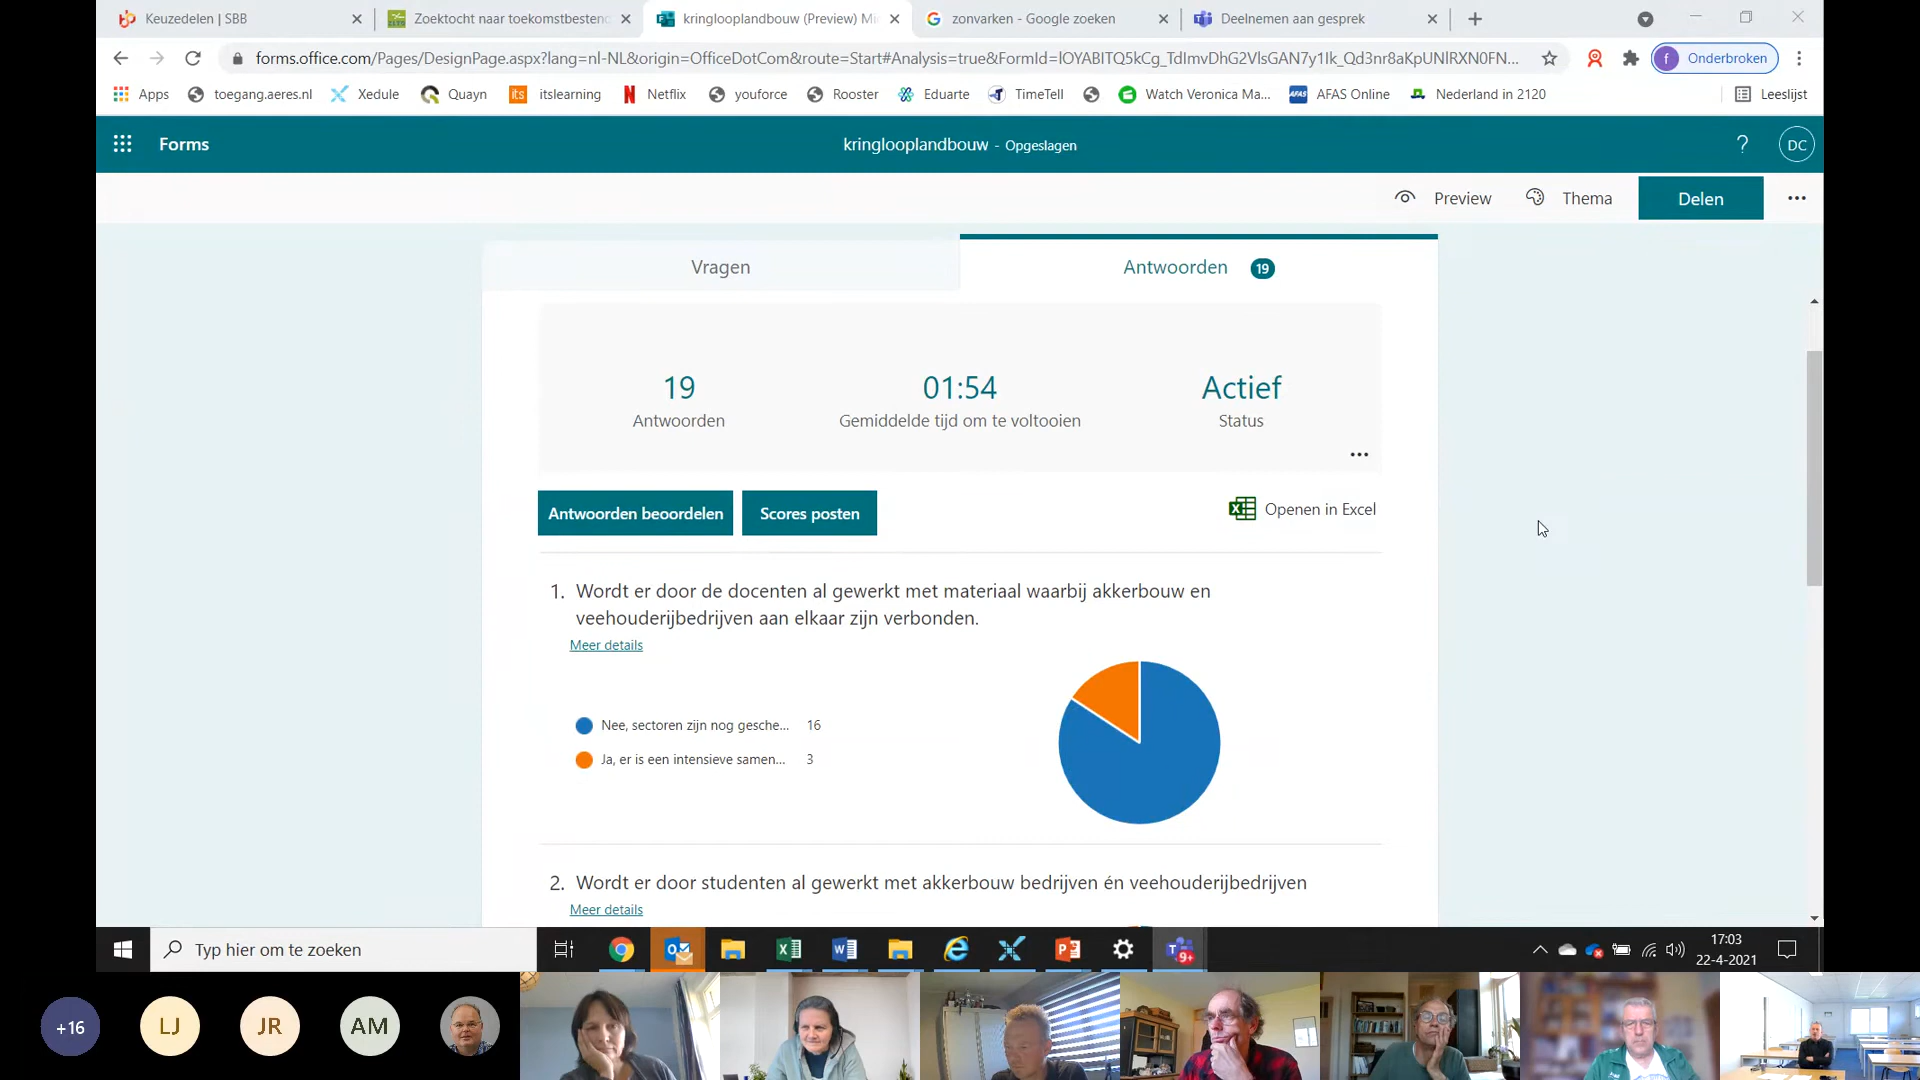 Keuzedelen | SBB
Zoektocht naar toekomstbesten
kringlooplandbouw (Preview) Mi
zonvarken - Google zoeken
Deelnemen aan gesprek
forms.office.com/Pages/DesignPage.aspx?lang=nl-NL&origin=OfficeDotCom&route=Start#Analysis=true&FormId=lOYABITQ5kCg_TdImvDhG2VlsGAN7y1Ik_Qd3nr8aKpUNlRXN0FN...
f Onderbroken
Apps
toegang.aeres.nl
Xedule
Quayn
its itslearning
Netflix
youforce
Rooster
Eduarte
TimeTell
Watch Veronica Ma...
AFAS AFAS Online
Nederland in 2120
Leeslijst
Forms
kringlooplandbouw - Opgeslagen
? DC
Preview
Thema
Delen
Vragen
Antwoorden 19
19
Antwoorden
01:54
Gemiddelde tijd om te voltooien
Actief
Status
Antwoorden beoordelen
Scores posten
Openen in Excel
1. Wordt er door de docenten al gewerkt met materiaal waarbij akkerbouw en
veehouderijbedrijven aan elkaar zijn verbonden.
Meer details
Nee, sectoren zijn nog gesche... 16
Ja, er is een intensieve samen... 3
2. Wordt er door studenten al gewerkt met akkerbouw bedrijven én veehouderijbedrijven
Meer details
Typ hier om te zoeken
9+
17:03
22-4-2021
+16
LJ
JR
AM